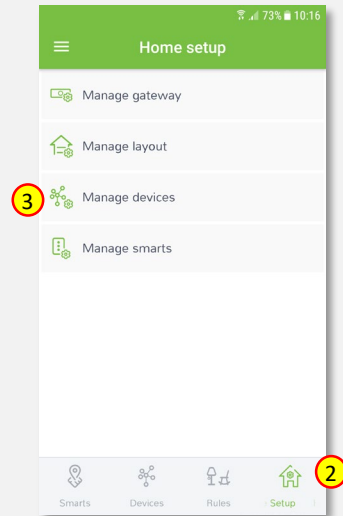 73% 10:16
Home setup
Manage gateway
Manage layout
3 Manage devices
Manage smarts
2
Smarts Devices Rules Setup